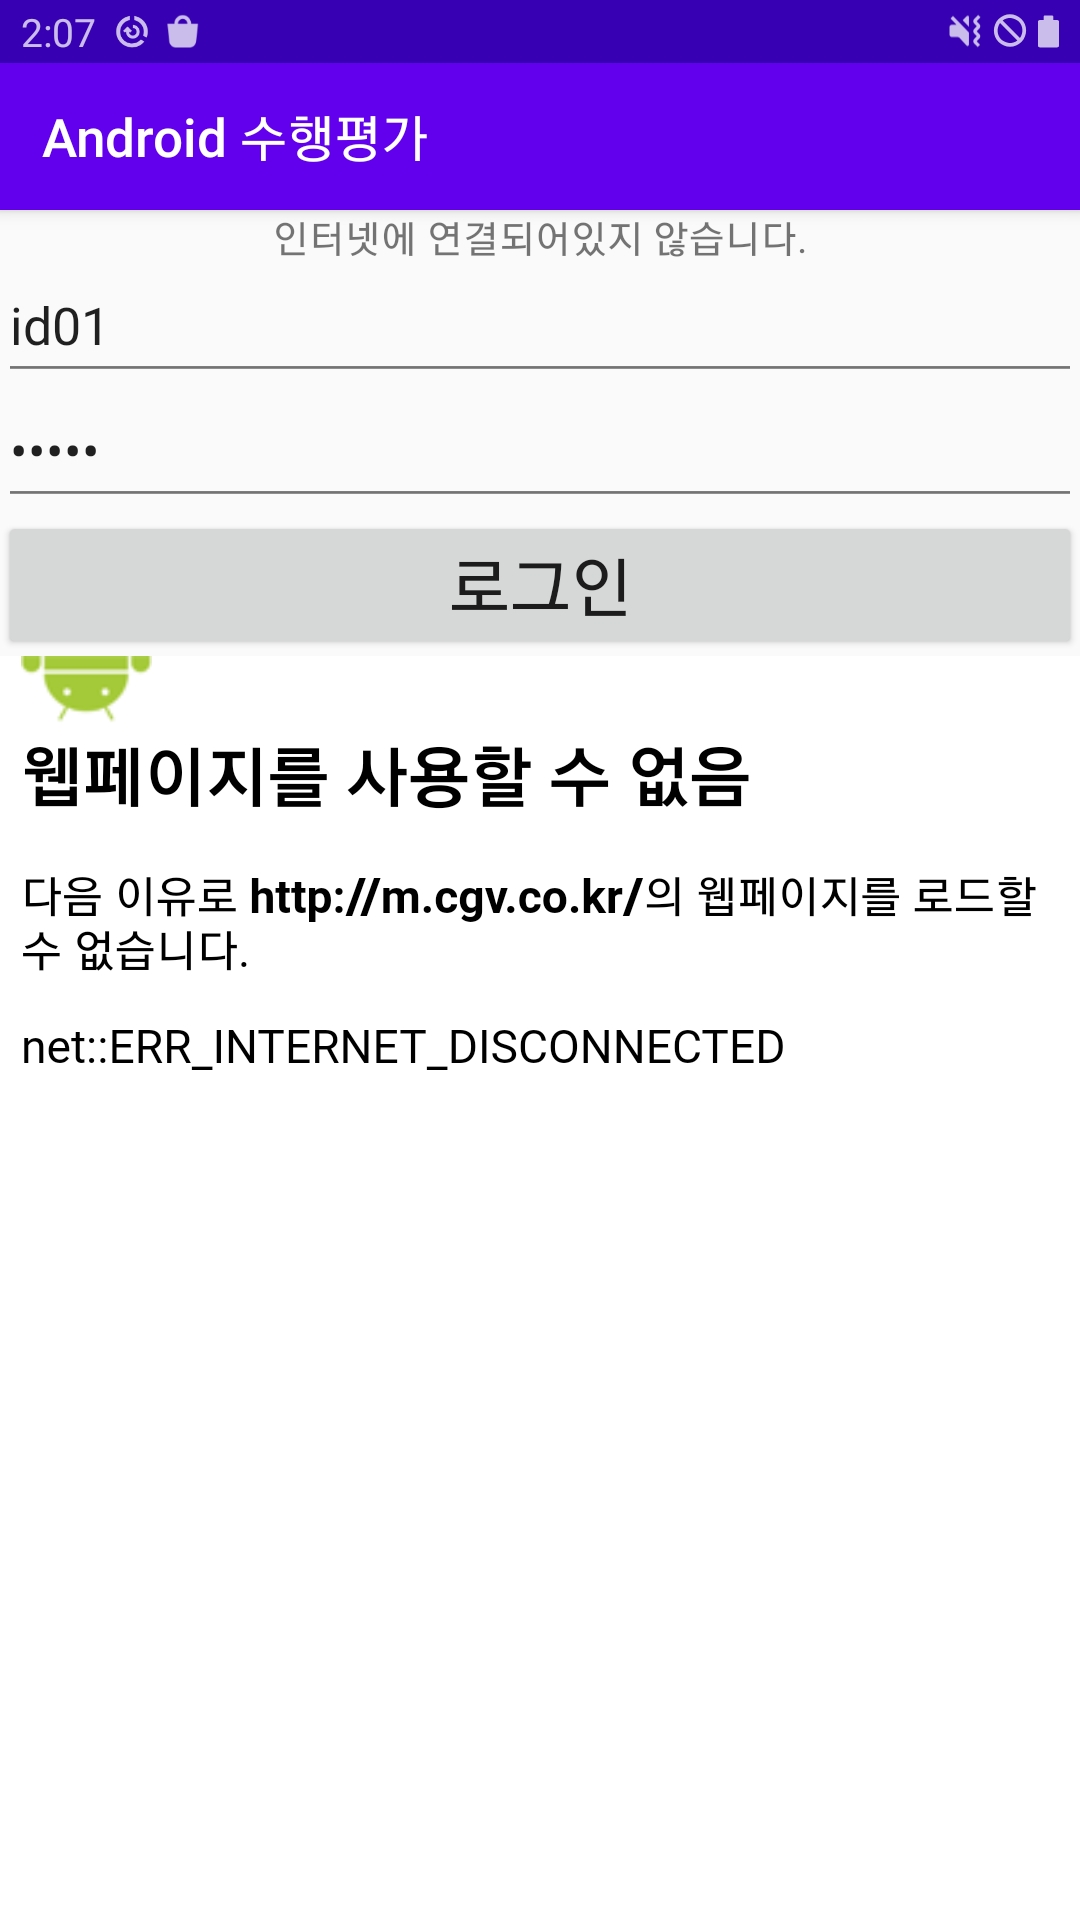 2:07
Android 수행평가
인터넷에 연결되어있지 않습니다.
id01
•••••
로그인
웹페이지를 사용할 수 없음
다음 이유로 http://m.cgv.co.kr/의 웹페이지를 로드할
수 없습니다.
net::ERR_INTERNET_DISCONNECTED